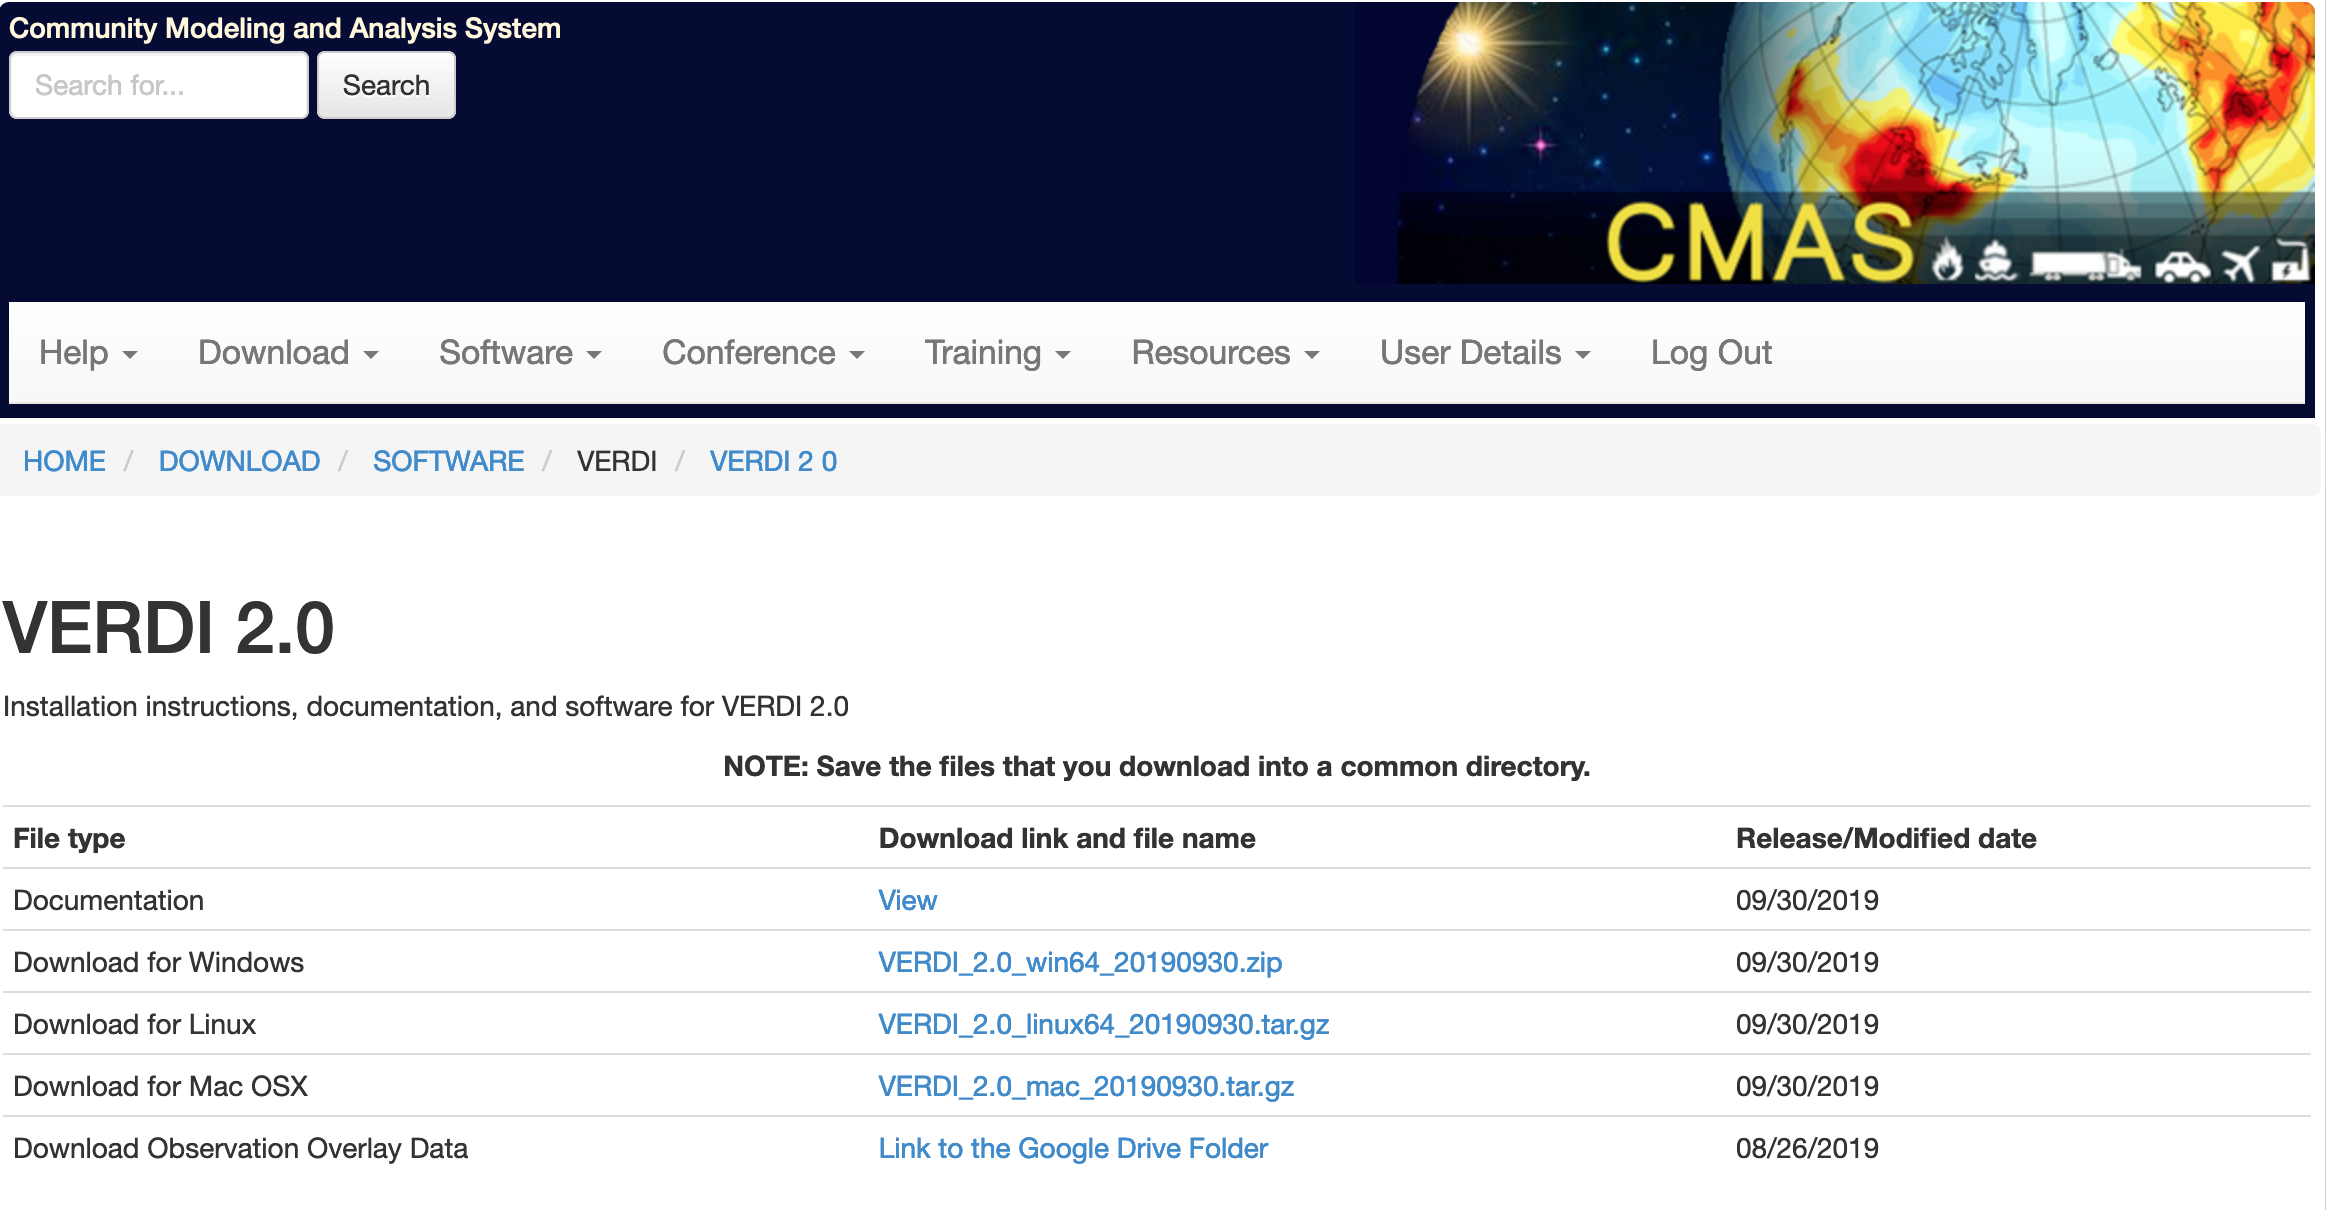 Community Modeling and Analysis System
Search for... Search
CMAS
Help Download Software Conference Training Resources User Details Log Out
HOME / DOWNLOAD / SOFTWARE / VERDI / VERDI 2 0
VERDI 2.0
Installation instructions, documentation, and software for VERDI 2.0
NOTE: Save the files that you download into a common directory.
File type Download link and file name Release/Modified date
Documentation View 09/30/2019
Download for Windows VERDI_2.0_win64_20190930.zip 09/30/2019
Download for Linux VERDI_2.0_linux64_20190930.tar.gz 09/30/2019
Download for Mac OSX VERDI_2.0_mac_20190930.tar.gz 09/30/2019
Download Observation Overlay Data Link to the Google Drive Folder 08/26/2019